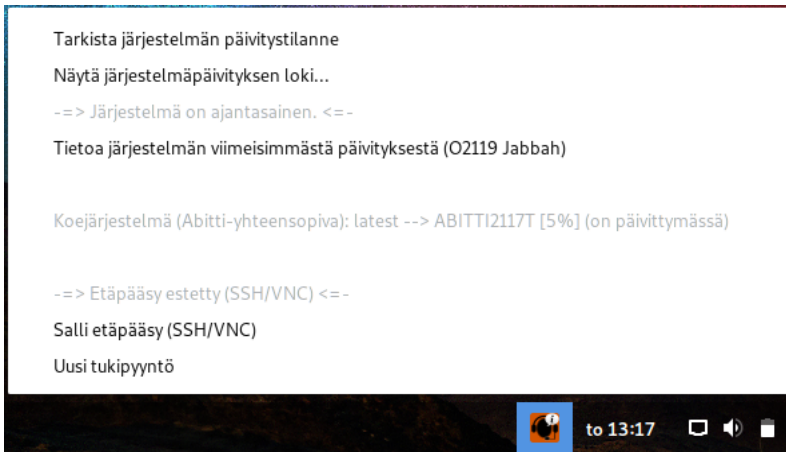 Tarkista järjestelmän päivitystilanne
Näytä järjestelmäpäivityksen loki...
-=> Järjestelmä on ajantasainen. <=-
Tietoa järjestelmän viimeisimmästä päivityksestä (O2119 Jabbah)
Koejärjestelmä (Abitti-yhteensopiva): latest --> ABITTI2117T [5%] (on päivittymässä)
-=> Etäpääsy estetty (SSH/VNC) <=-
Salli etäpääsy (SSH/VNC)
Uusi tukipyyntö
to 13:17